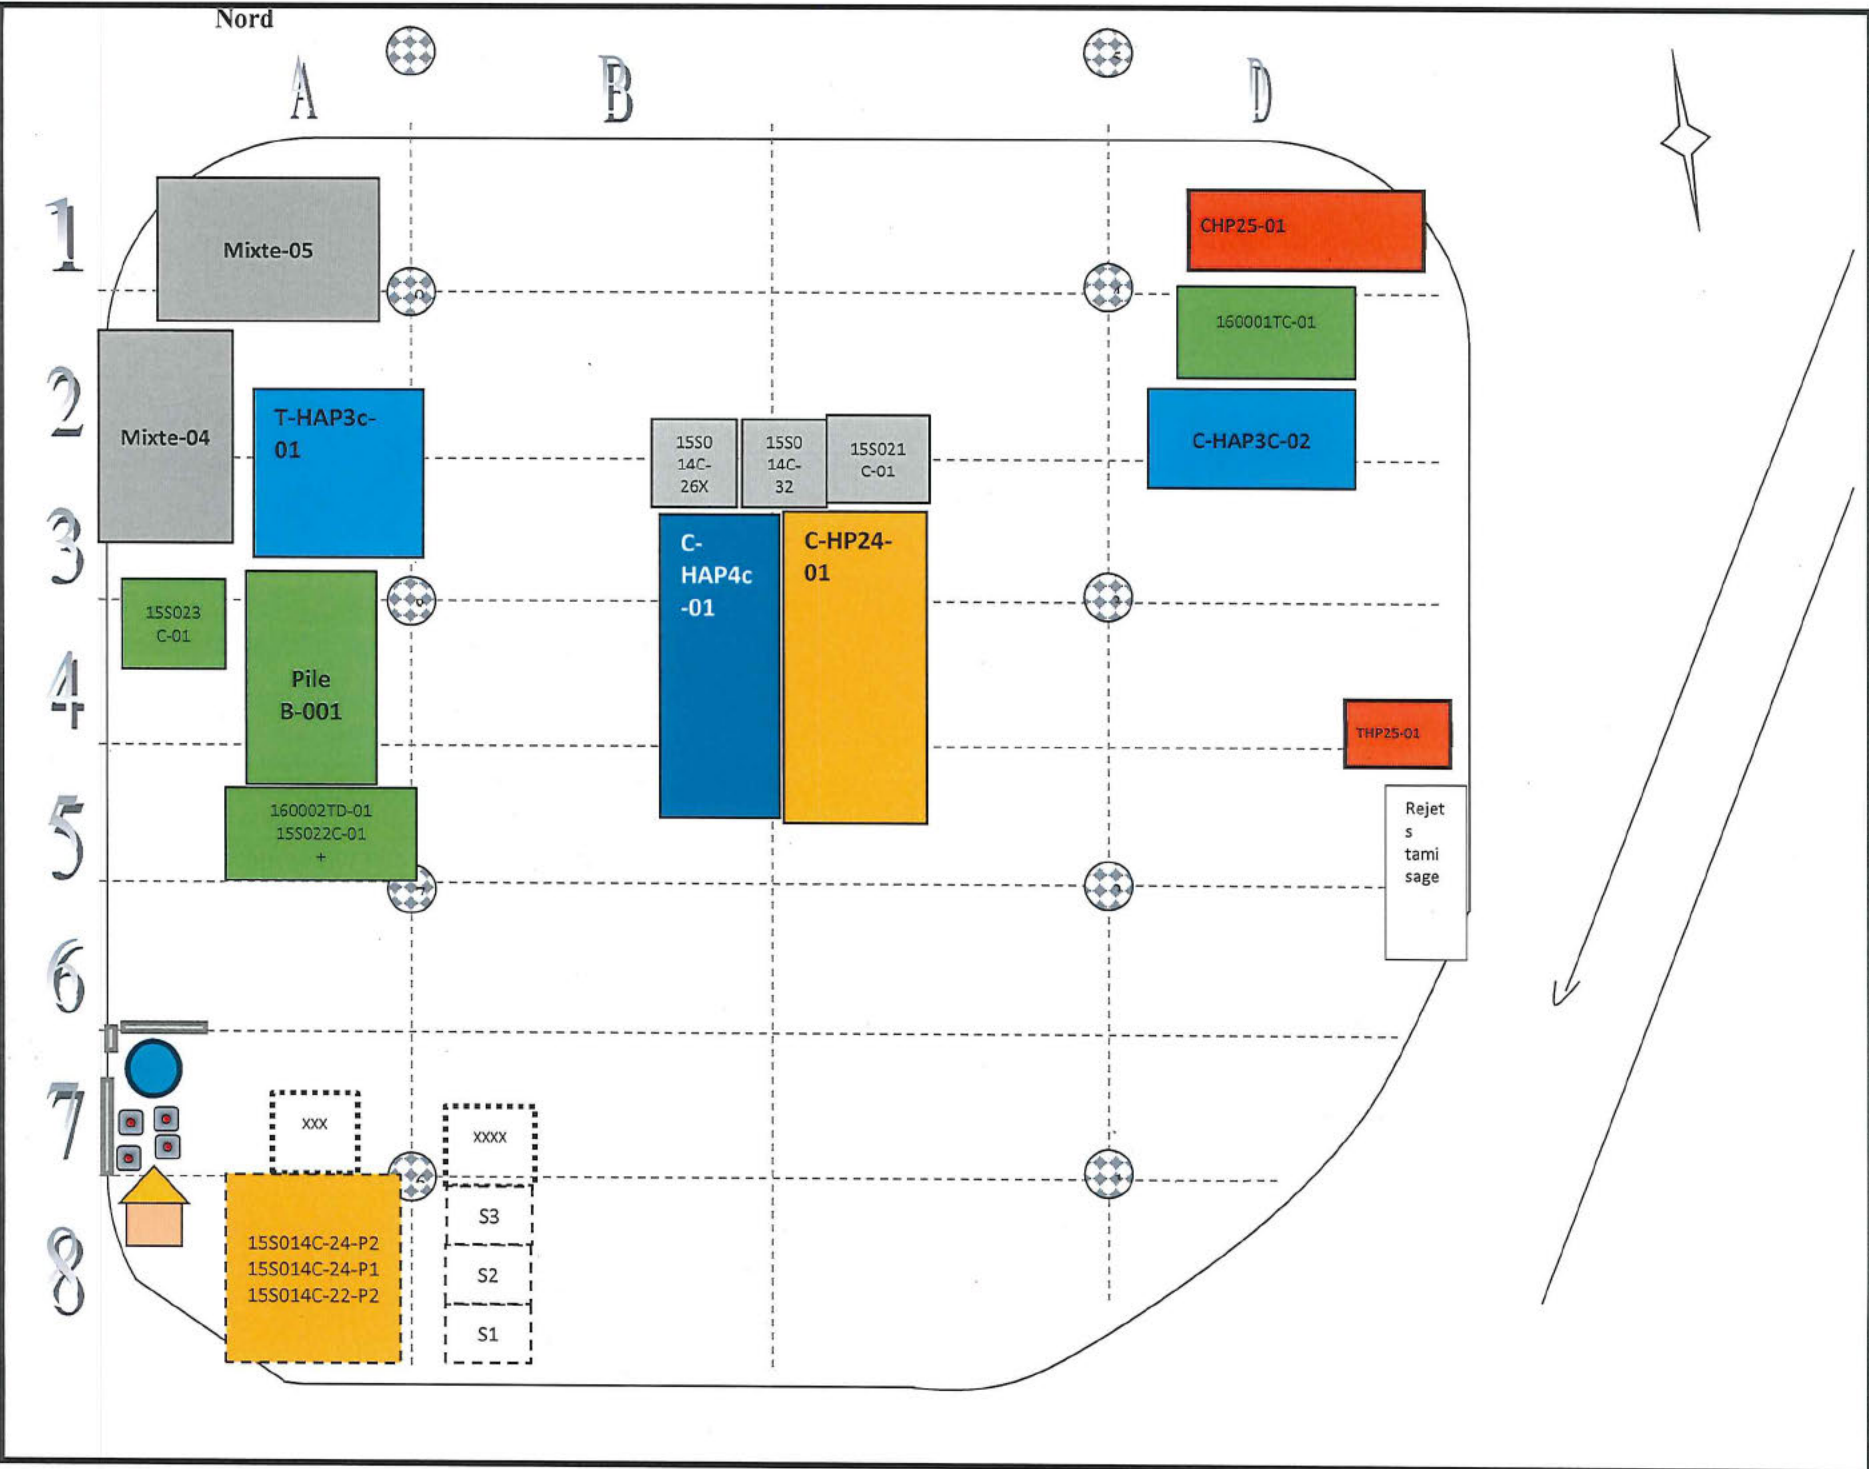 Nord
A
B
D
1
Mixte-05
CHP25-01
160001TC-01
2
Mixte-04
T-HAP3c-
01
15S0
14C-
26X
15S0
14C-
32
15S021
C-01
C-HAP3C-02
3
C-
HAP4c
-01
C-HP24-
01
15S023
C-01
4
Pile
B-001
THP25-01
5
160002TD-01
15S022C-01
+
Rejet
s
tami
sage
6
7
XXX
XXXX
8
15S014C-24-P2
15S014C-24-P1
15S014C-22-P2
S3
S2
S1